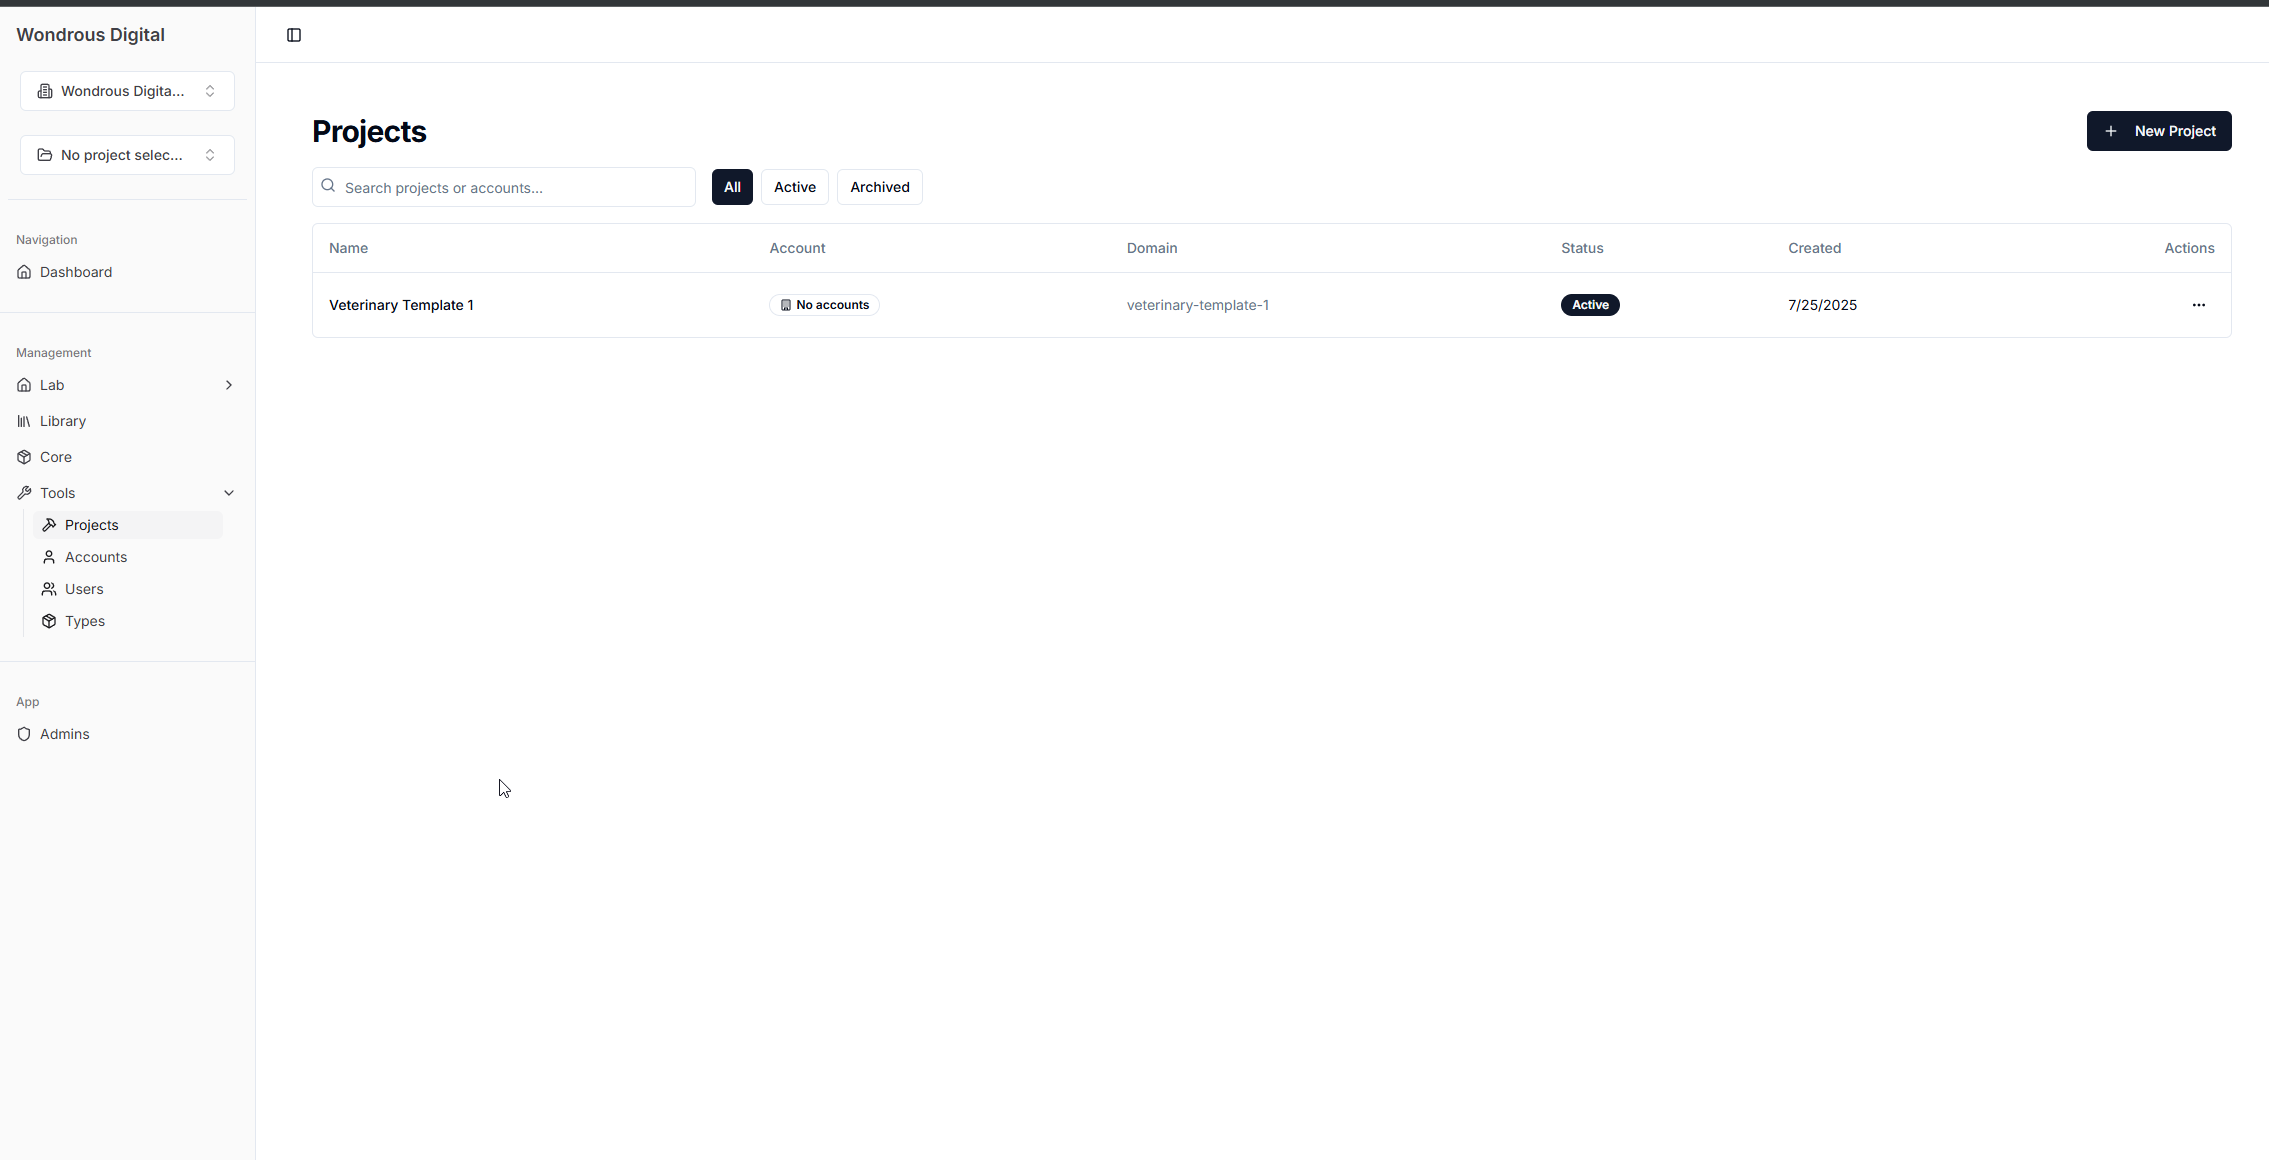 Wondrous Digital
Wondrous Digita...
No project selec...
Navigation
Dashboard
Management
Lab
Library
Core
Tools
Projects
Accounts
Users
Types
App
Admins
Projects
New Project
Search projects or accounts...
All Active Archived
Name Account Domain Status Created Actions
Veterinary Template 1 No accounts veterinary-template-1 Active 7/25/2025